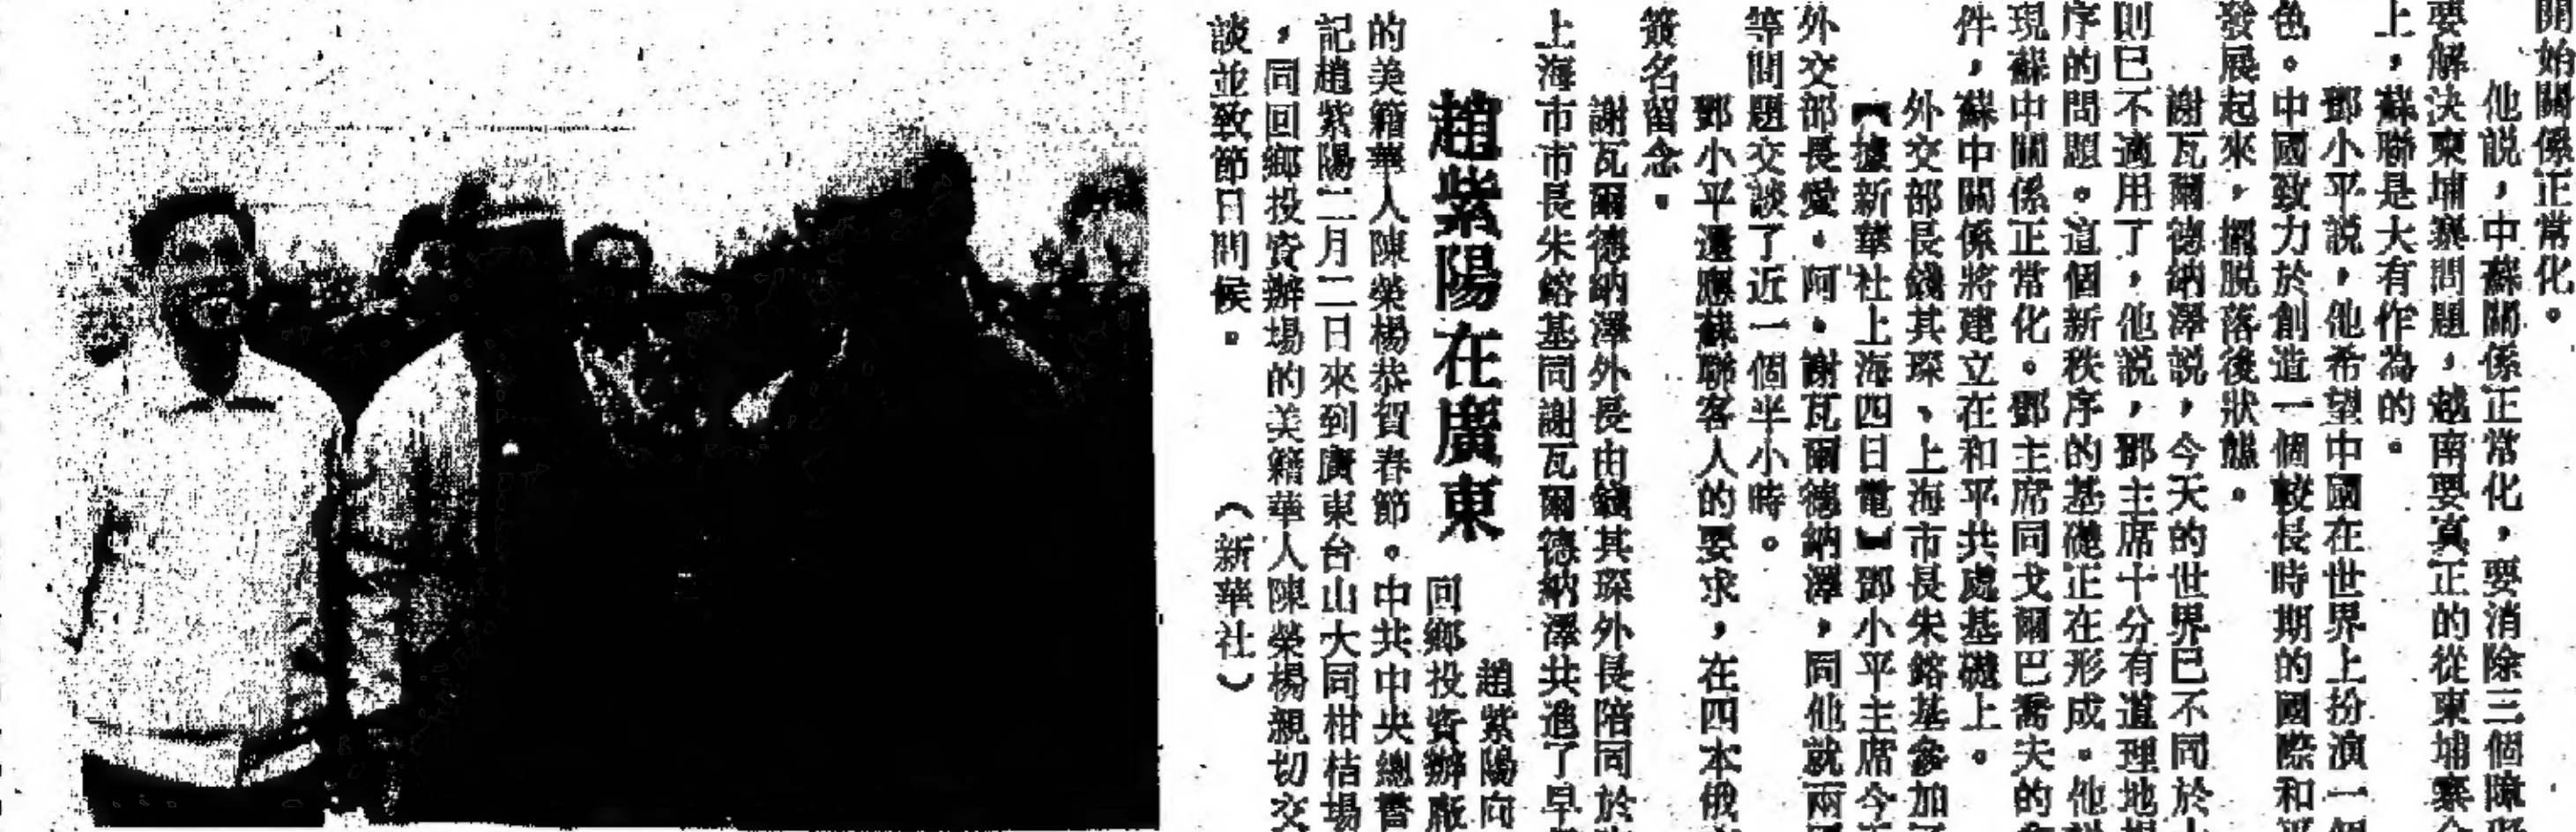 開始關係正常化。
他說，中蘇關係正常化，要消除三個障
要解決柬埔寨問題，越南要真正的從柬埔寨
上，蘇聯是大有作為的。
鄧小平說，他希望中國在世界上扮演一個
色。中國致力於創造一個較長時期的國際和
發展起來，擺脫落後狀態。
謝瓦爾德納澤說，今天的世界已不同於
則已不適用了，他說，鄧主席十分有道理地
序的問題。這個新秩序的基礎正在形成。他
現蘇中關係正常化。鄧主席同戈爾巴喬夫的
件，蘇中關係將建立在和平共處基礎上。
外交部長錢其琛、上海市長朱鎔基參加
【據新華社上海四日電】鄧小平主席今
外交部長愛·阿·謝瓦爾德納澤，同他就兩
等問題交談了近一個半小時。
鄧小平還應蘇聯客人的要求，在四本俄
簽名留念。
謝瓦爾德納澤外長由錢其琛外長陪同於
上海市市長朱鎔基同謝瓦爾德納澤共進了早
趙紫陽在廣東
趙紫陽向
回鄉投資辦廠
的美籍華人陳榮楊恭賀春節。中共中央總書
記趙紫陽二月二日來到廣東台山大同柑桔場
，同回鄉投資辦場的美籍華人陳榮楊親切交
談並致節日問候。（新華社）